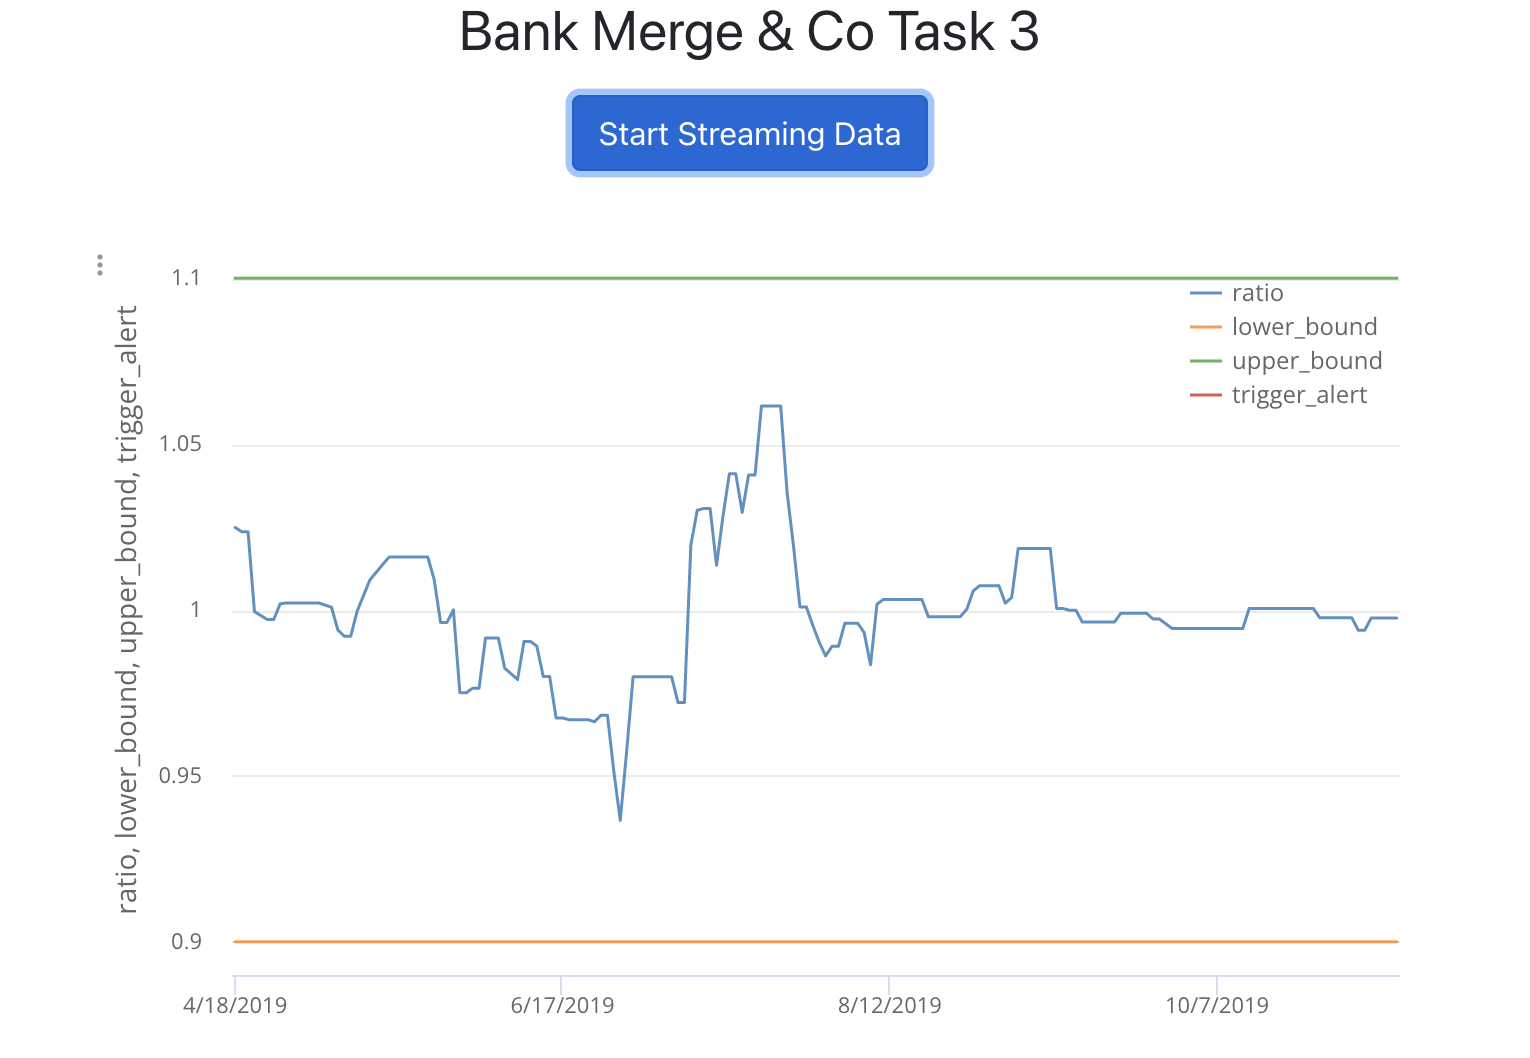 Bank Merge & Co Task 3
Start Streaming Data
ratio, lower_bound, upper_bound, trigger_alert
1.1
1.05
1
0.95
0.9
ratio
lower_bound
upper_bound
trigger_alert
4/18/2019 6/17/2019 8/12/2019 10/7/2019